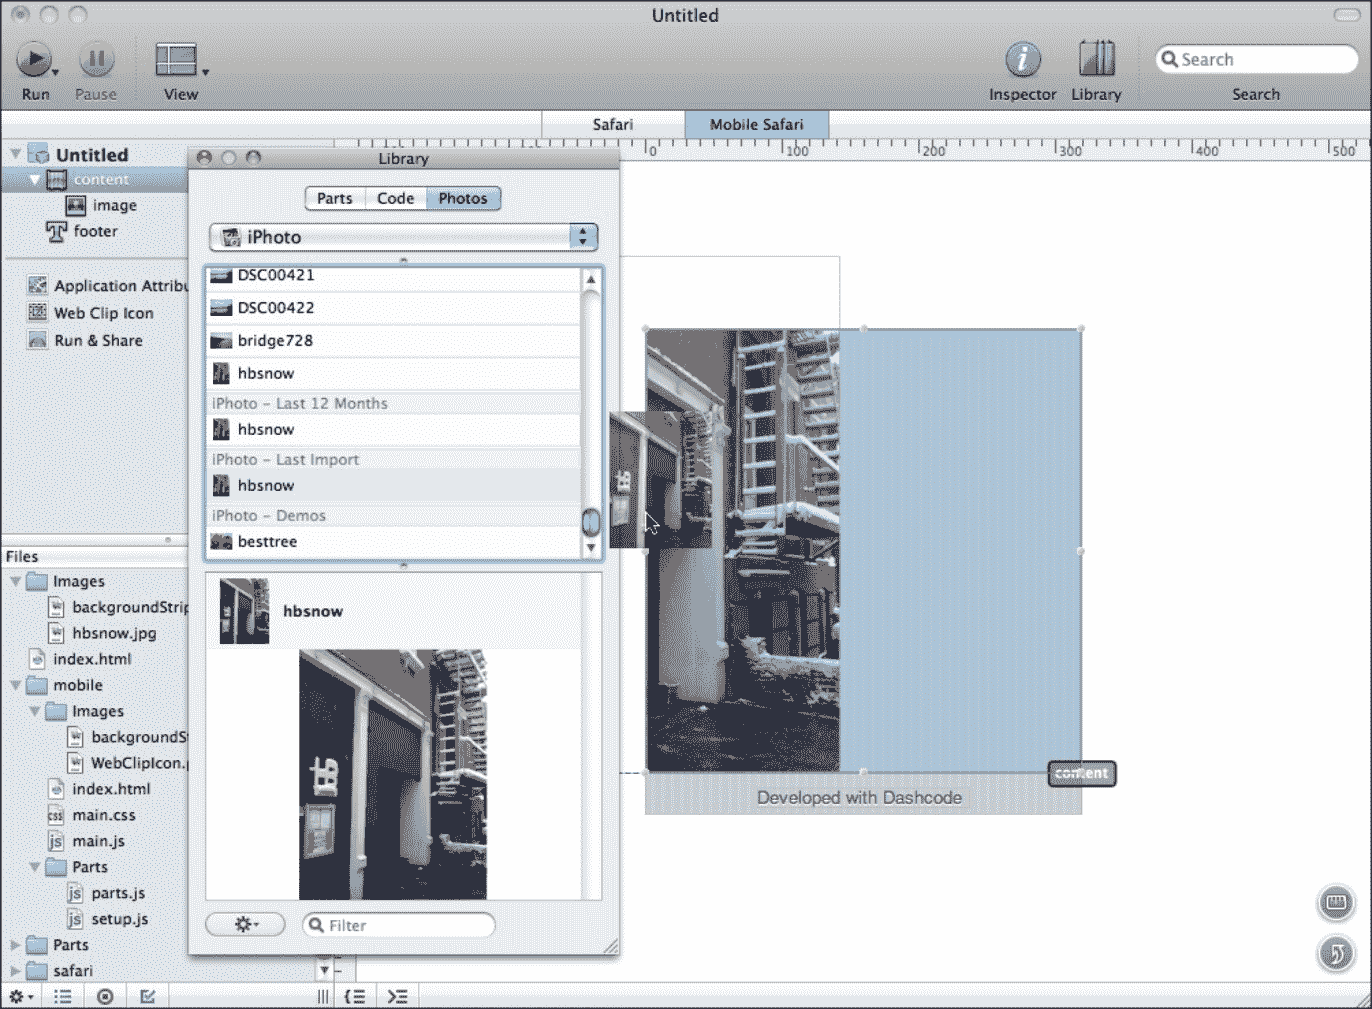 Untitled
Run
Pause
View
Inspector
Library
Search
Search
Safari
Mobile Safari
0
100
200
300
400
500
Untitled
content
image
footer
Application Attribu
Web Clip Icon
Run & Share
Files
Images
backgroundStrip
hbsnow.jpg
index.html
mobile
Images
backgroundS
WebClipIcon.
index.html
main.css
main.js
Parts
parts.js
setup.js
Parts
safari
Library
Parts
Code
Photos
iPhoto
DSC00421
DSC00422
bridge728
hbsnow
iPhoto – Last 12 Months
hbsnow
iPhoto – Last Import
hbsnow
iPhoto – Demos
besttree
hbsnow
Filter
content
Developed with Dashcode